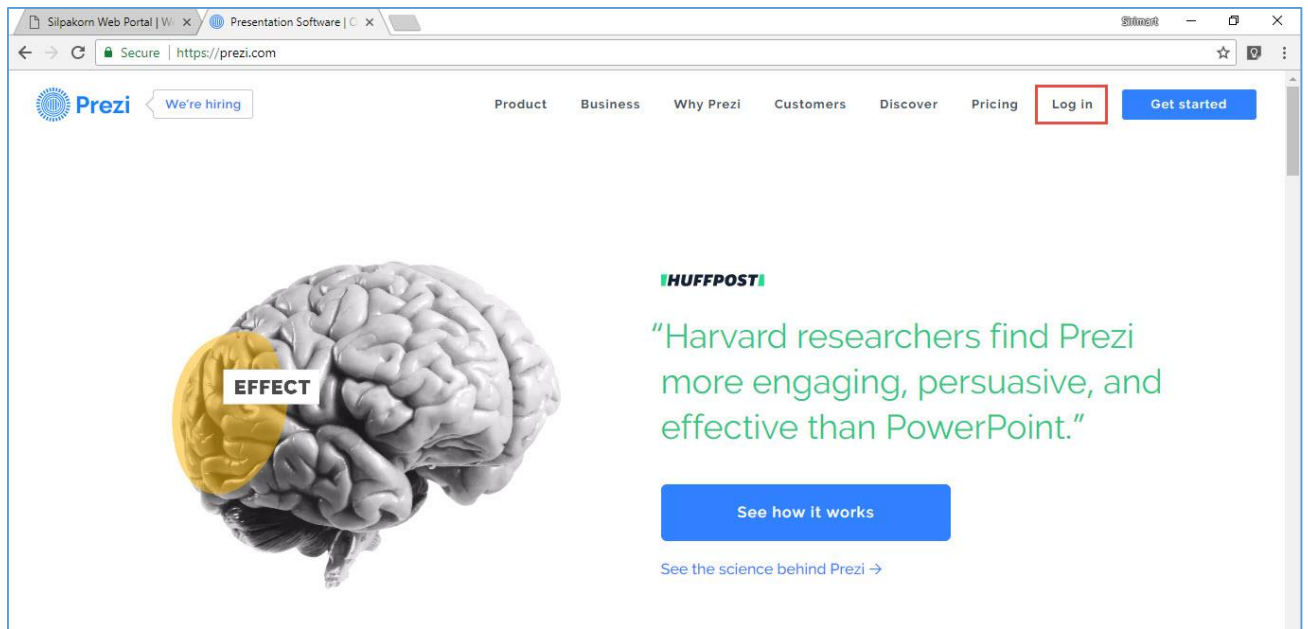 Silpakorn Web Portal | W
Presentation Software | C
Sirimart
Secure | https://prezi.com
Prezi
We're hiring
Product Business Why Prezi Customers Discover Pricing Log in Get started
HUFFPOST
EFFECT
“Harvard researchers find Prezi
more engaging, persuasive, and
effective than PowerPoint.”
See how it works
See the science behind Prezi →